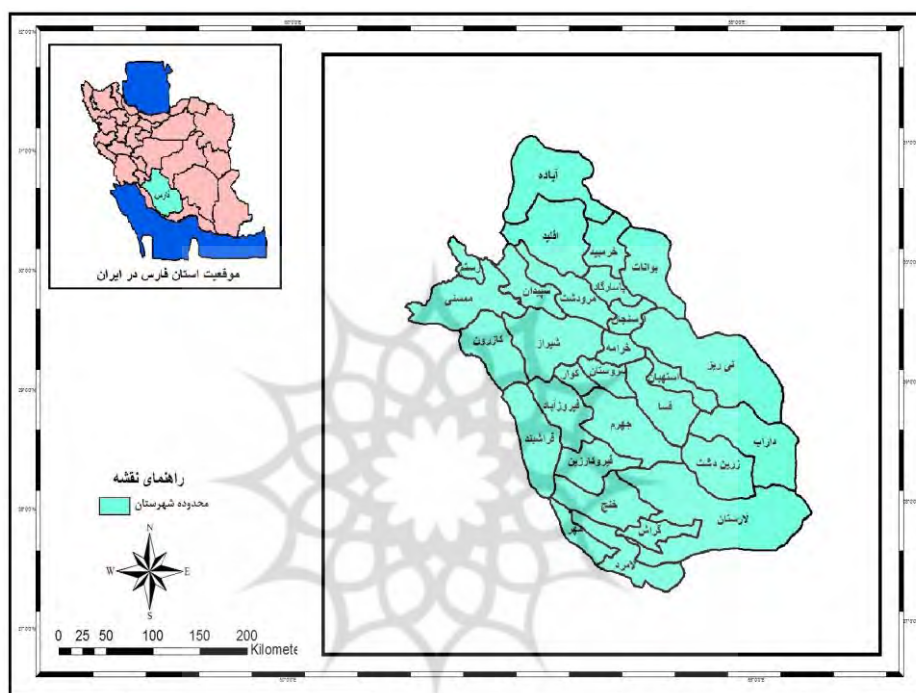 فارس
موقعیت استان فارس در ایران
آباده
اقلید
خرمبید
بوانات
رستم
ممسنی
سپیدان
مرودشت
پاسارگاد
ارسنجان
کازرون
شیراز
خرامه
نی ریز
کوار
سروستان
استهبان
فسا
فیروزآباد
فراشبند
جهرم
داراب
زرین دشت
قیروکارزین
خنج
لارستان
گراش
مهر
لامرد
راهنمای نقشه
محدوده شهرستان
N
W
E
S
0 25 50 100 150 200
Kilomete